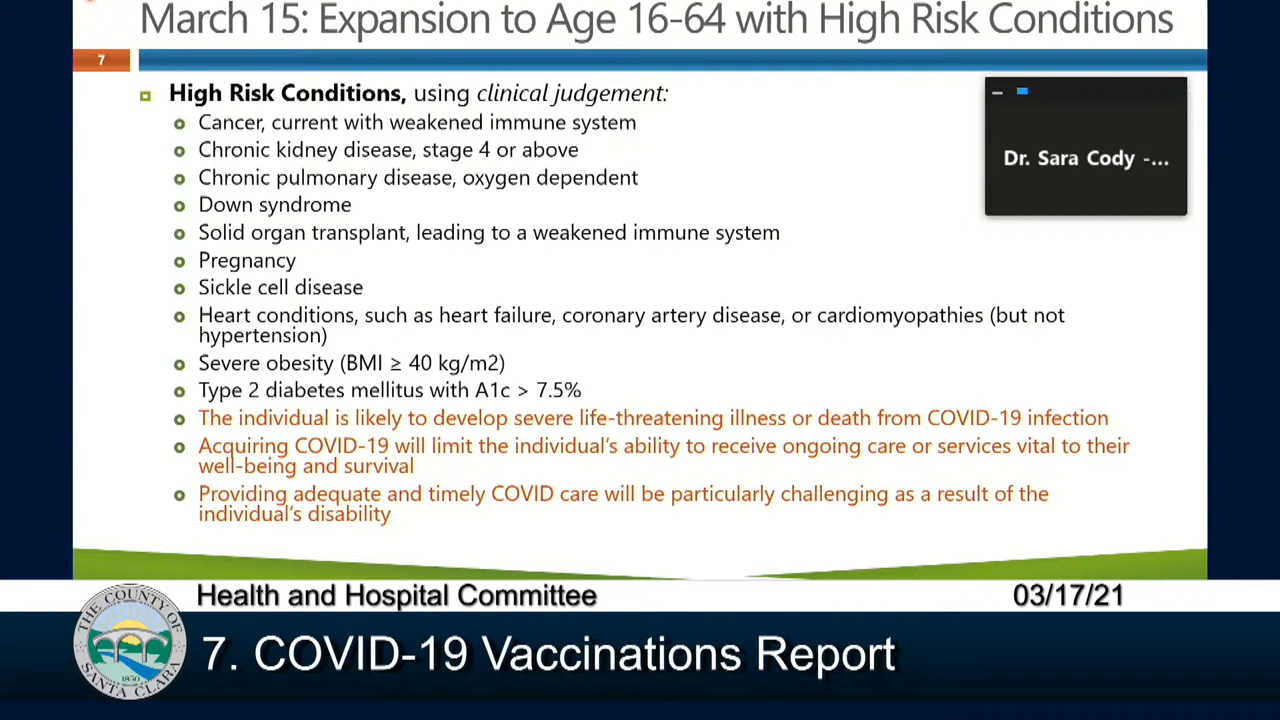 March 15: Expansion to Age 16-64 with High Risk Conditions
7
High Risk Conditions, using clinical judgement:
Cancer, current with weakened immune system
Chronic kidney disease, stage 4 or above
Chronic pulmonary disease, oxygen dependent
Down syndrome
Solid organ transplant, leading to a weakened immune system
Pregnancy
Sickle cell disease
Heart conditions, such as heart failure, coronary artery disease, or cardiomyopathies (but not
hypertension)
Severe obesity (BMI ≥ 40 kg/m2)
Type 2 diabetes mellitus with A1c > 7.5%
The individual is likely to develop severe life-threatening illness or death from COVID-19 infection
Acquiring COVID-19 will limit the individual's ability to receive ongoing care or services vital to their
well-being and survival
Providing adequate and timely COVID care will be particularly challenging as a result of the
individual's disability
Dr. Sara Cody -...
Health and Hospital Committee
03/17/21
7. COVID-19 Vaccinations Report
THE COUNTY OF
SANTA CLARA
1850